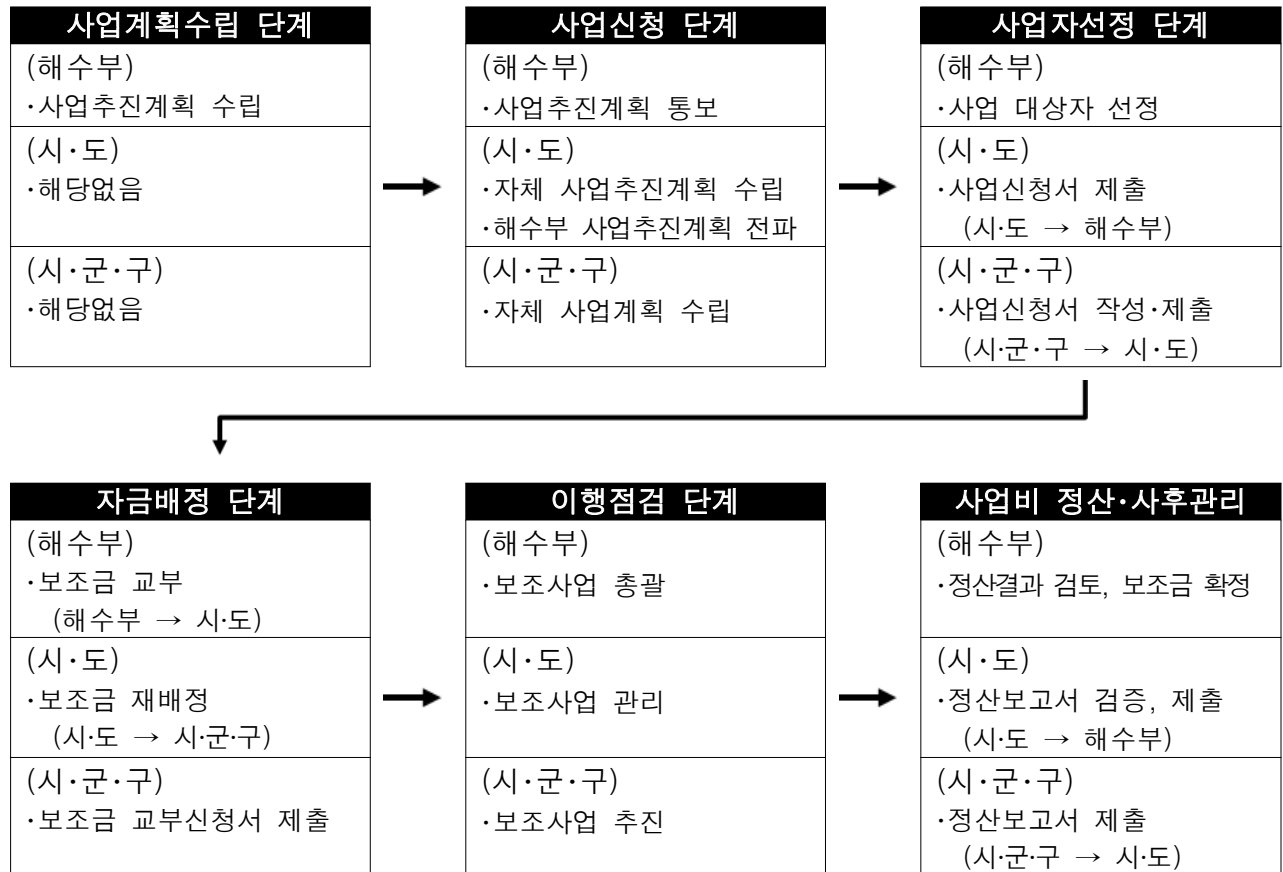 사업계획수립 단계
(해수부)
·사업추진계획 수립
(시·도)
·해당없음
(시·군·구)
·해당없음
사업신청 단계
(해수부)
·사업추진계획 통보
(시·도)
·자체 사업추진계획 수립
·해수부 사업추진계획 전파
(시·군·구)
·자체 사업계획 수립
사업자선정 단계
(해수부)
·사업 대상자 선정
(시·도)
·사업신청서 제출
(시·도 → 해수부)
(시·군·구)
·사업신청서 작성·제출
(시·군·구 → 시·도)
자금배정 단계
(해수부)
·보조금 교부
(해수부 → 시·도)
(시·도)
·보조금 재배정
(시·도 → 시·군·구)
(시·군·구)
·보조금 교부신청서 제출
이행점검 단계
(해수부)
·보조사업 총괄
(시·도)
·보조사업 관리
(시·군·구)
·보조사업 추진
사업비 정산·사후관리
(해수부)
·정산결과 검토, 보조금 확정
(시·도)
·정산보고서 검증, 제출
(시·도 → 해수부)
(시·군·구)
·정산보고서 제출
(시·군·구 → 시·도)